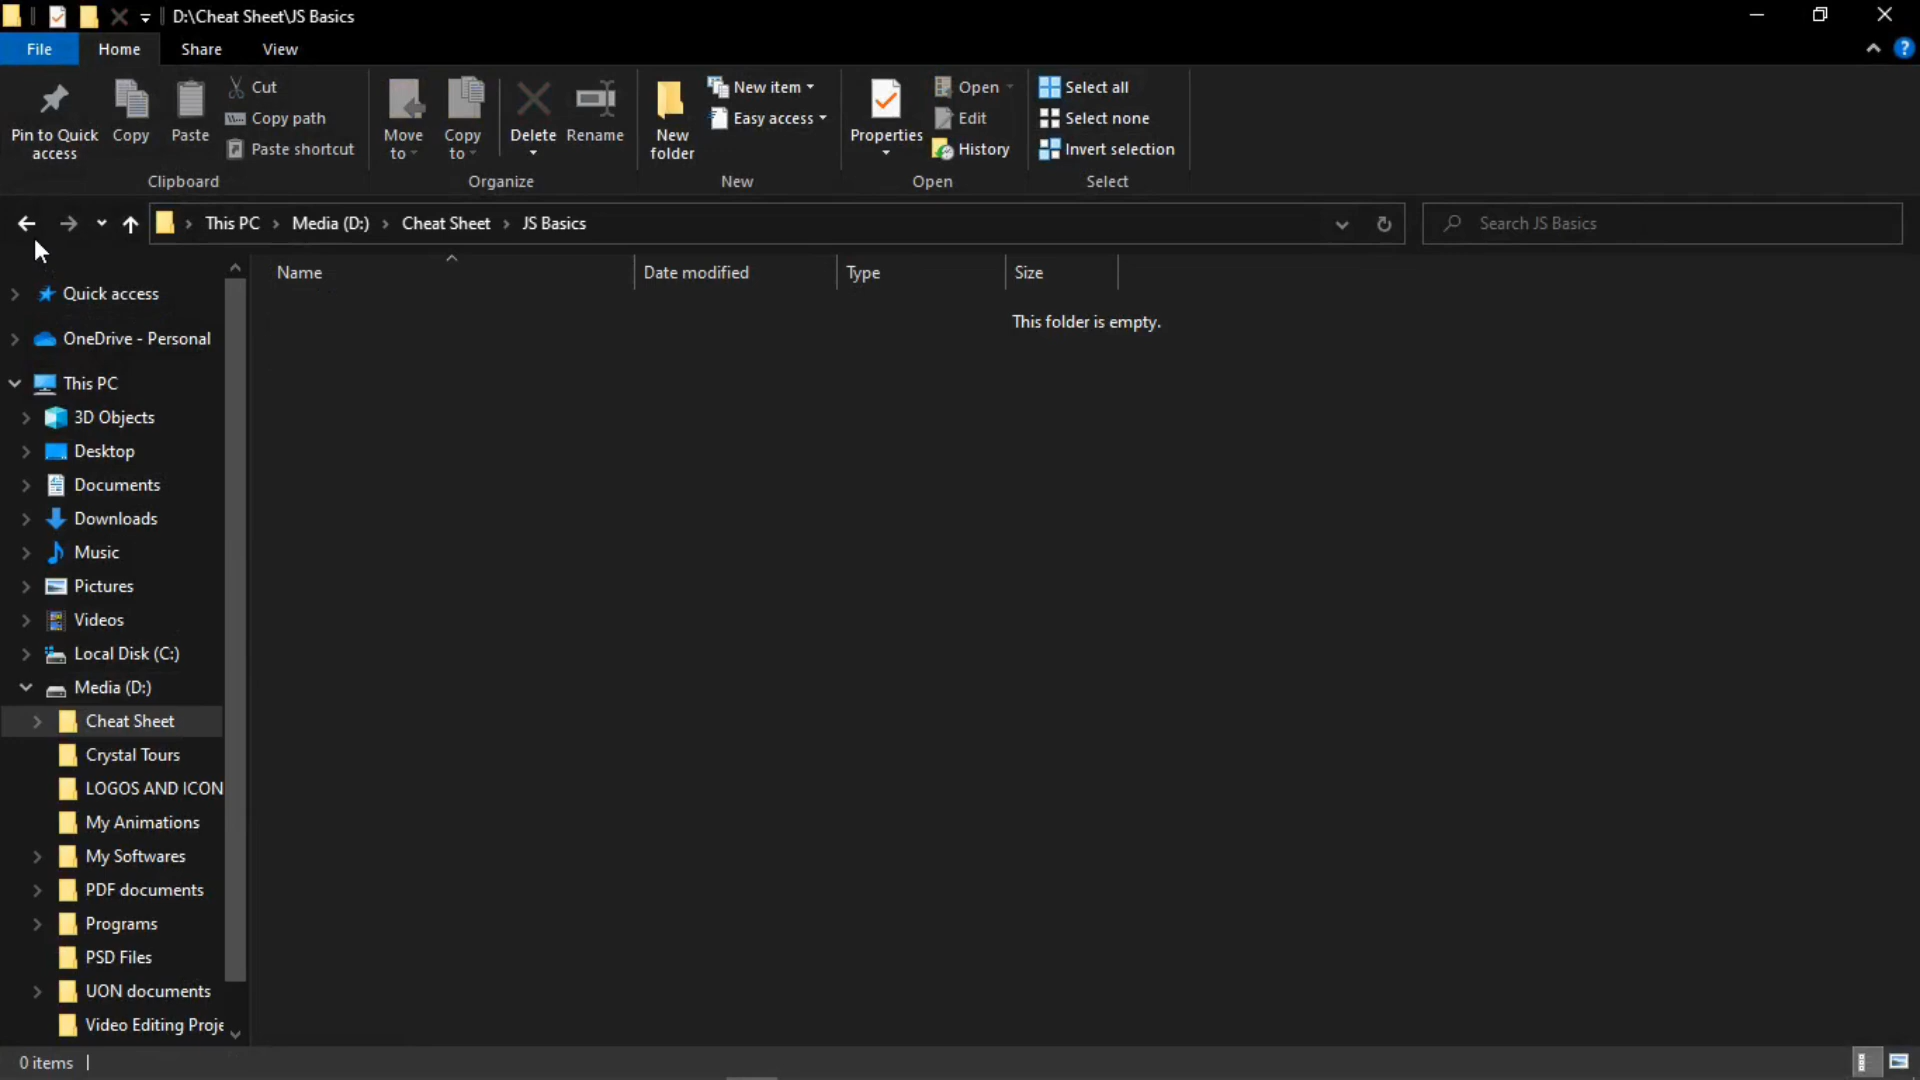 D:\Cheat Sheet\JS Basics
File Home Share View
Pin to Quick access
Copy
Paste
Cut
Copy path
Paste shortcut
Clipboard
Move to
Copy to
Delete
Rename
Organize
New folder
New item
Easy access
New
Properties
Open
Edit
History
Open
Select all
Select none
Invert selection
Select
This PC Media (D:) Cheat Sheet JS Basics
Search JS Basics
Name Date modified Type Size
This folder is empty.
Quick access
OneDrive - Personal
This PC
3D Objects
Desktop
Documents
Downloads
Music
Pictures
Videos
Local Disk (C:)
Media (D:)
Cheat Sheet
Crystal Tours
LOGOS AND ICON
My Animations
My Softwares
PDF documents
Programs
PSD Files
UON documents
Video Editing Proje
0 items